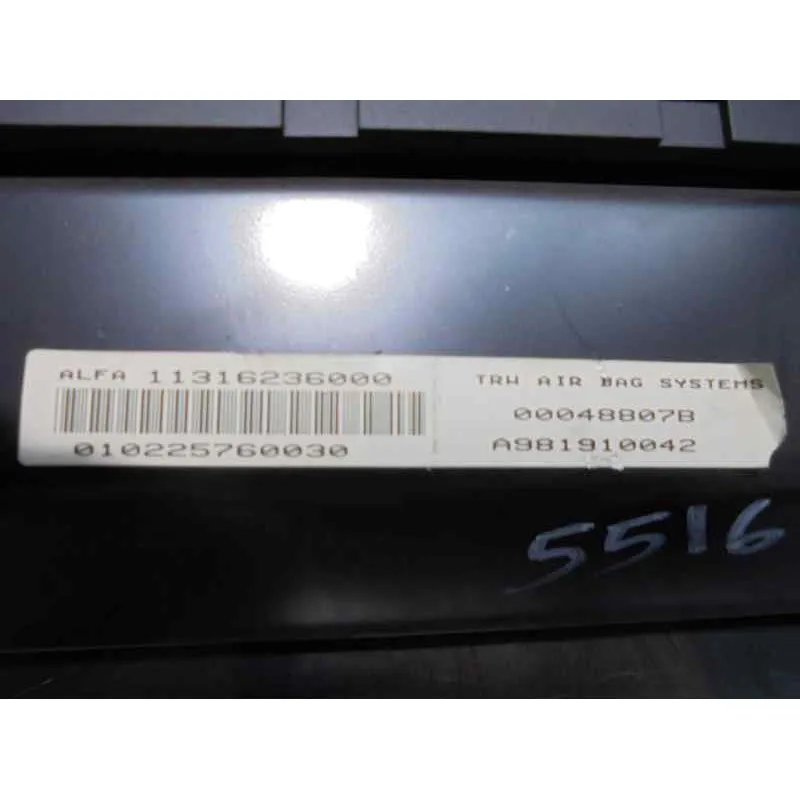 ALFA 11316236000
010225760030
TRW AIR BAG SYSTEMS
00048807B
A981910042
5516